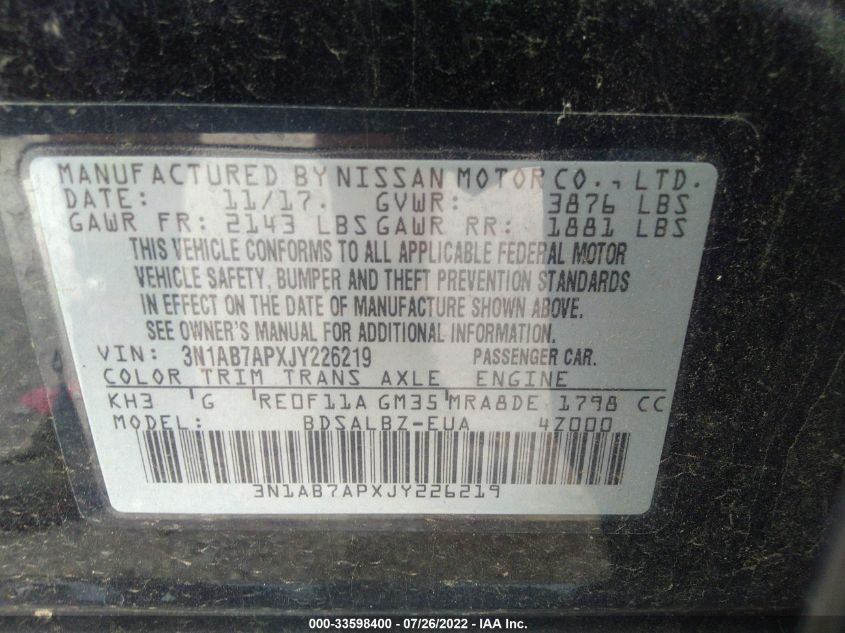 MANUFACTURED BY NISSAN MOTOR CO., LTD.
DATE: 11/17. GVWR: 3876 LBS
GAWR FR: 2143 LBS GAWR RR: 1881 LBS
THIS VEHICLE CONFORMS TO ALL APPLICABLE FEDERAL MOTOR
VEHICLE SAFETY, BUMPER AND THEFT PREVENTION STANDARDS
IN EFFECT ON THE DATE OF MANUFACTURE SHOWN ABOVE.
SEE OWNER'S MANUAL FOR ADDITIONAL INFORMATION.
VIN: 3N1AB7APXJY226219 PASSENGER CAR.
COLOR TRIM TRANS AXLE ENGINE
KH3 G RE0F11A GM35 MRA8DE 1798 CC
MODEL: BDSALBZ-EUA 4Z000
3N1AB7APXJY226219
000-33598400 - 07/26/2022 - IAA Inc.